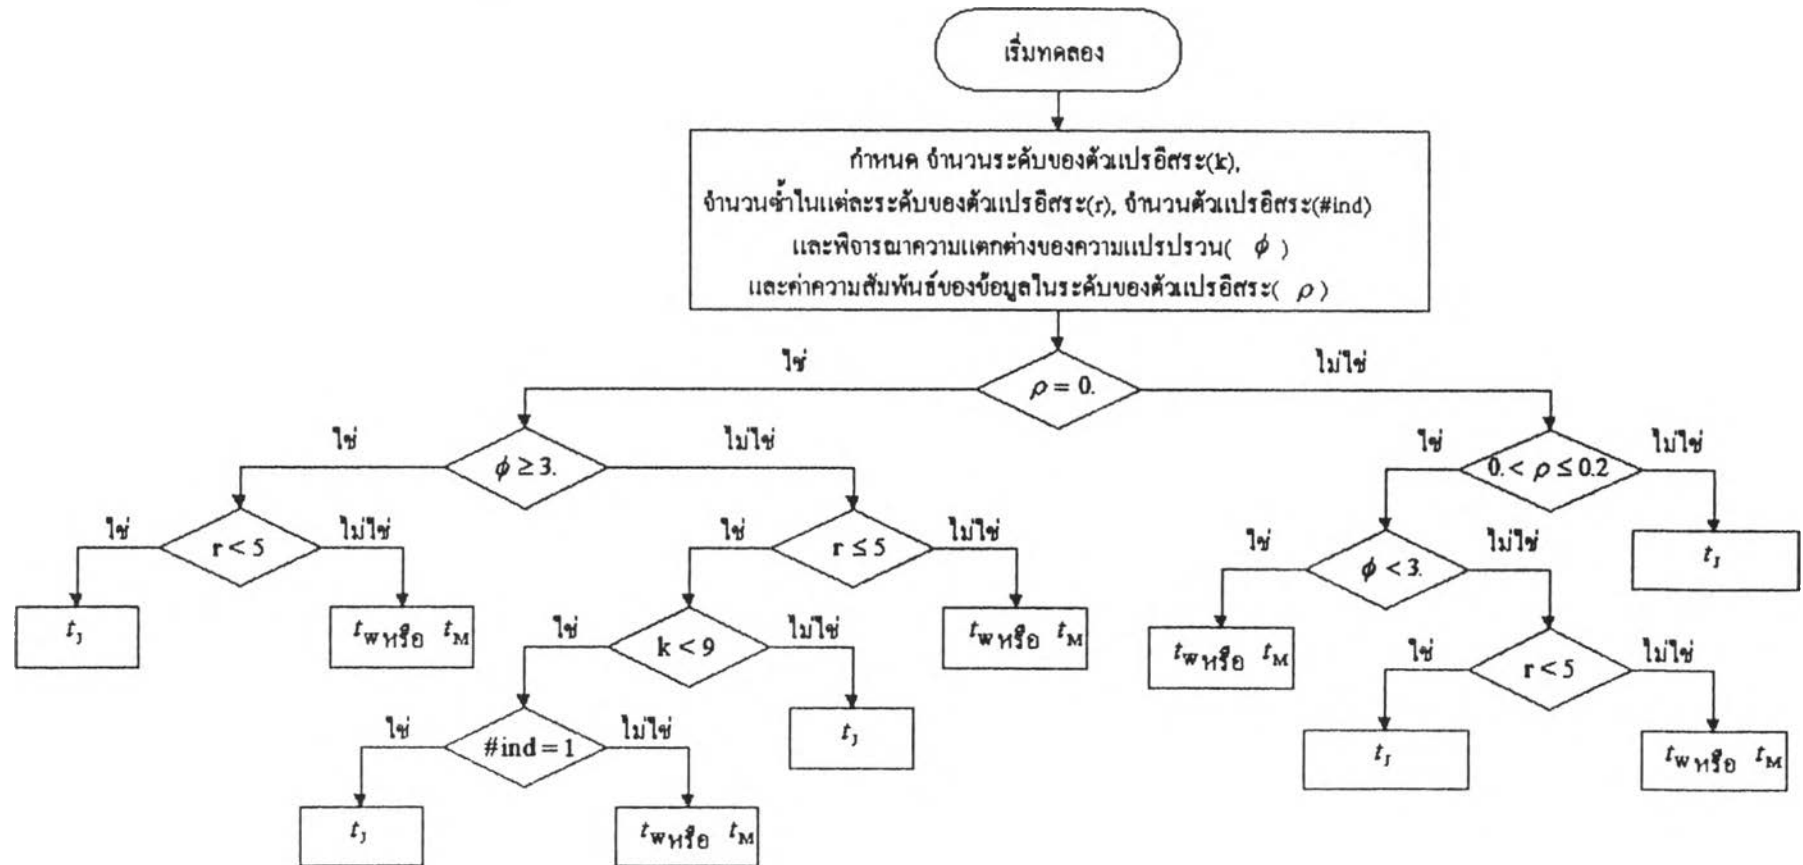 เริ่มทดลอง
กำหนด จำนวนระดับของตัวแปรอิสระ(k),
จำนวนซ้ำในแต่ละระดับของตัวแปรอิสระ(r), จำนวนตัวแปรอิสระ(#ind)
และพิจารณาความแตกต่างของความแปรปรวน( ϕ )
และค่าความสัมพันธ์ของข้อมูลในระดับของตัวแปรอิสระ( ρ )
ใช่
ρ = 0.
ไม่ใช่
ใช่
ϕ ≥ 3.
ไม่ใช่
ใช่
0. < ρ ≤ 0.2
ไม่ใช่
ใช่
r < 5
ไม่ใช่
ใช่
r ≤ 5
ไม่ใช่
ใช่
ϕ < 3.
ไม่ใช่
t_J
t_J
t_W หรือ t_M
ใช่
k < 9
ไม่ใช่
t_W หรือ t_M
t_W หรือ t_M
ใช่
r < 5
ไม่ใช่
ใช่
#ind = 1
ไม่ใช่
t_J
t_J
t_W หรือ t_M
t_J
t_W หรือ t_M